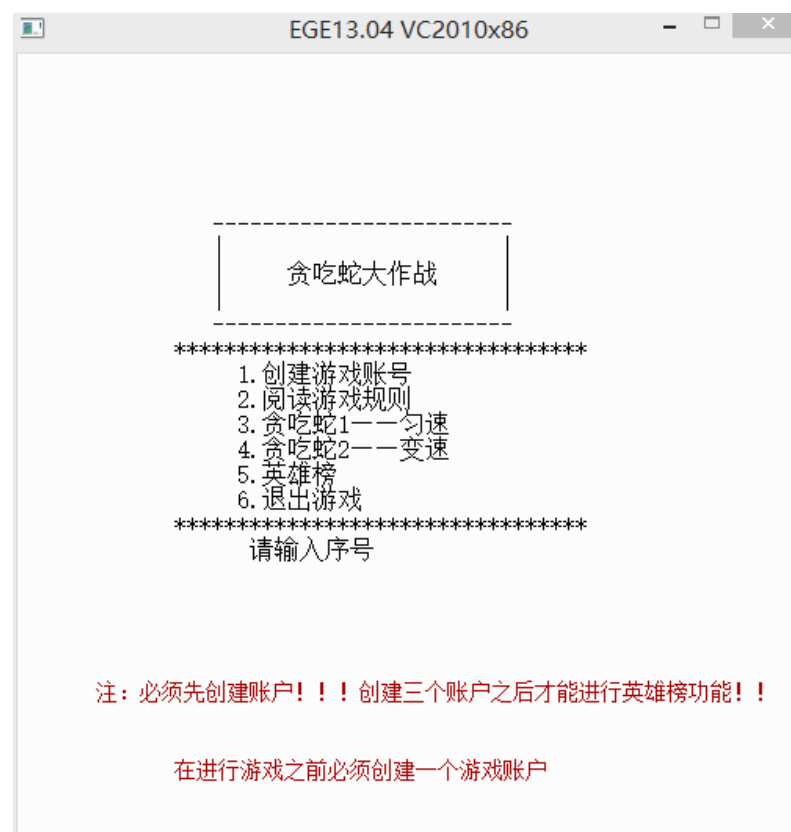 EGE13.04 VC2010x86
------------------------
贪吃蛇大作战
------------------------
*********************************
1.创建游戏账号
2.阅读游戏规则
3.贪吃蛇1——匀速
4.贪吃蛇2——变速
5.英雄榜
6.退出游戏
*********************************
请输入序号
注：必须先创建账户！！！创建三个账户之后才能进行英雄榜功能！！
在进行游戏之前必须创建一个游戏账户